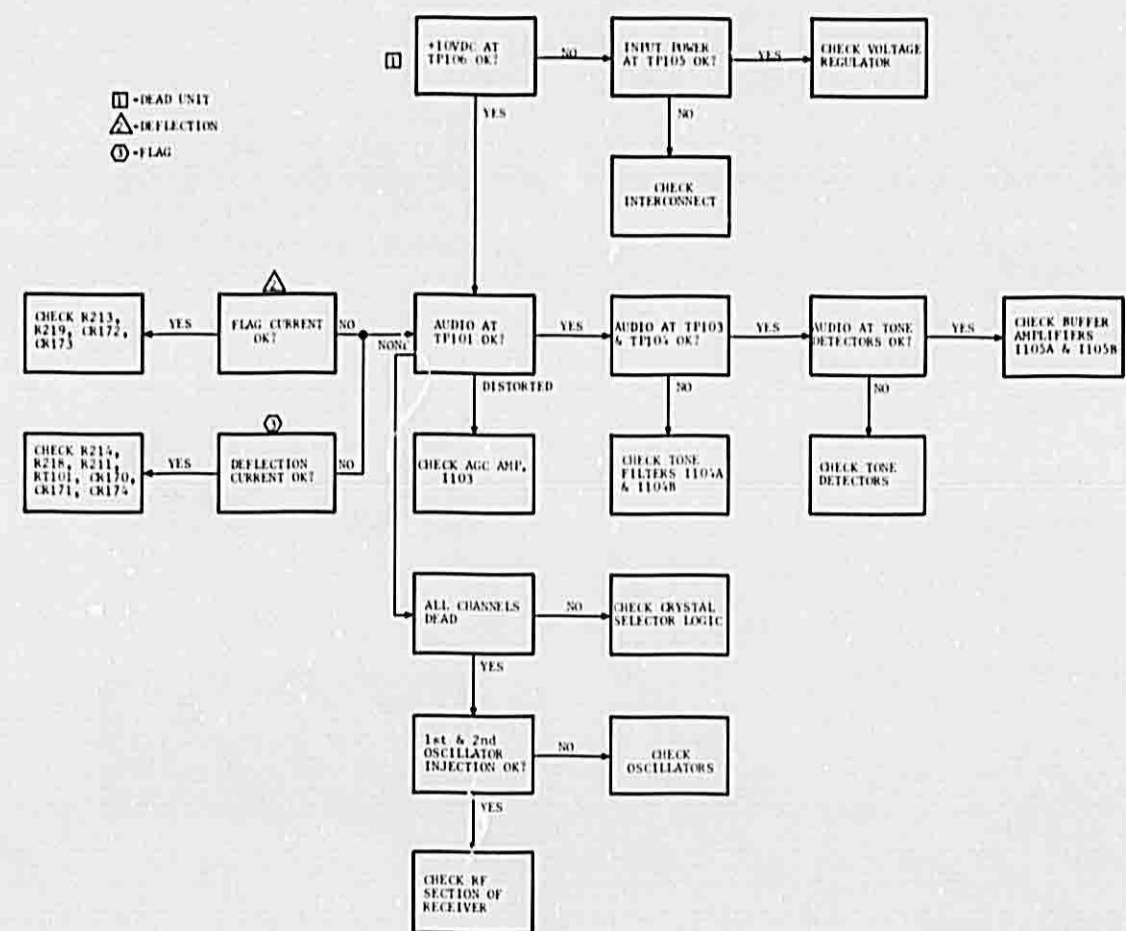 +10VDC AT
TP106 OK?
NO
INPUT POWER
AT TP105 OK?
YES
CHECK VOLTAGE
REGULATOR
1
1 -DEAD UNIT
2 -DEFLECTION
3 -FLAG
YES
NO
CHECK
INTERCONNECT
2
CHECK R213,
R219, CR172,
CR173
YES
FLAG CURRENT
OK?
NO
NONE
AUDIO AT
TP101 OK?
YES
AUDIO AT TP103
& TP104 OK?
YES
AUDIO AT TONE
DETECTORS OK?
YES
CHECK BUFFER
AMPLIFIERS
I105A & I105B
DISTORTED
NO
NO
3
CHECK R214,
R218, R211,
RT101, CR170,
CR171, CR174
YES
DEFLECTION
CURRENT OK?
NO
CHECK AGC AMP,
I103
CHECK TONE
FILTERS I104A
& I104B
CHECK TONE
DETECTORS
ALL CHANNELS
DEAD
NO
CHECK CRYSTAL
SELECTOR LOGIC
YES
1st & 2nd
OSCILLATOR
INJECTION OK?
NO
CHECK
OSCILLATORS
YES
CHECK RF
SECTION OF
RECEIVER